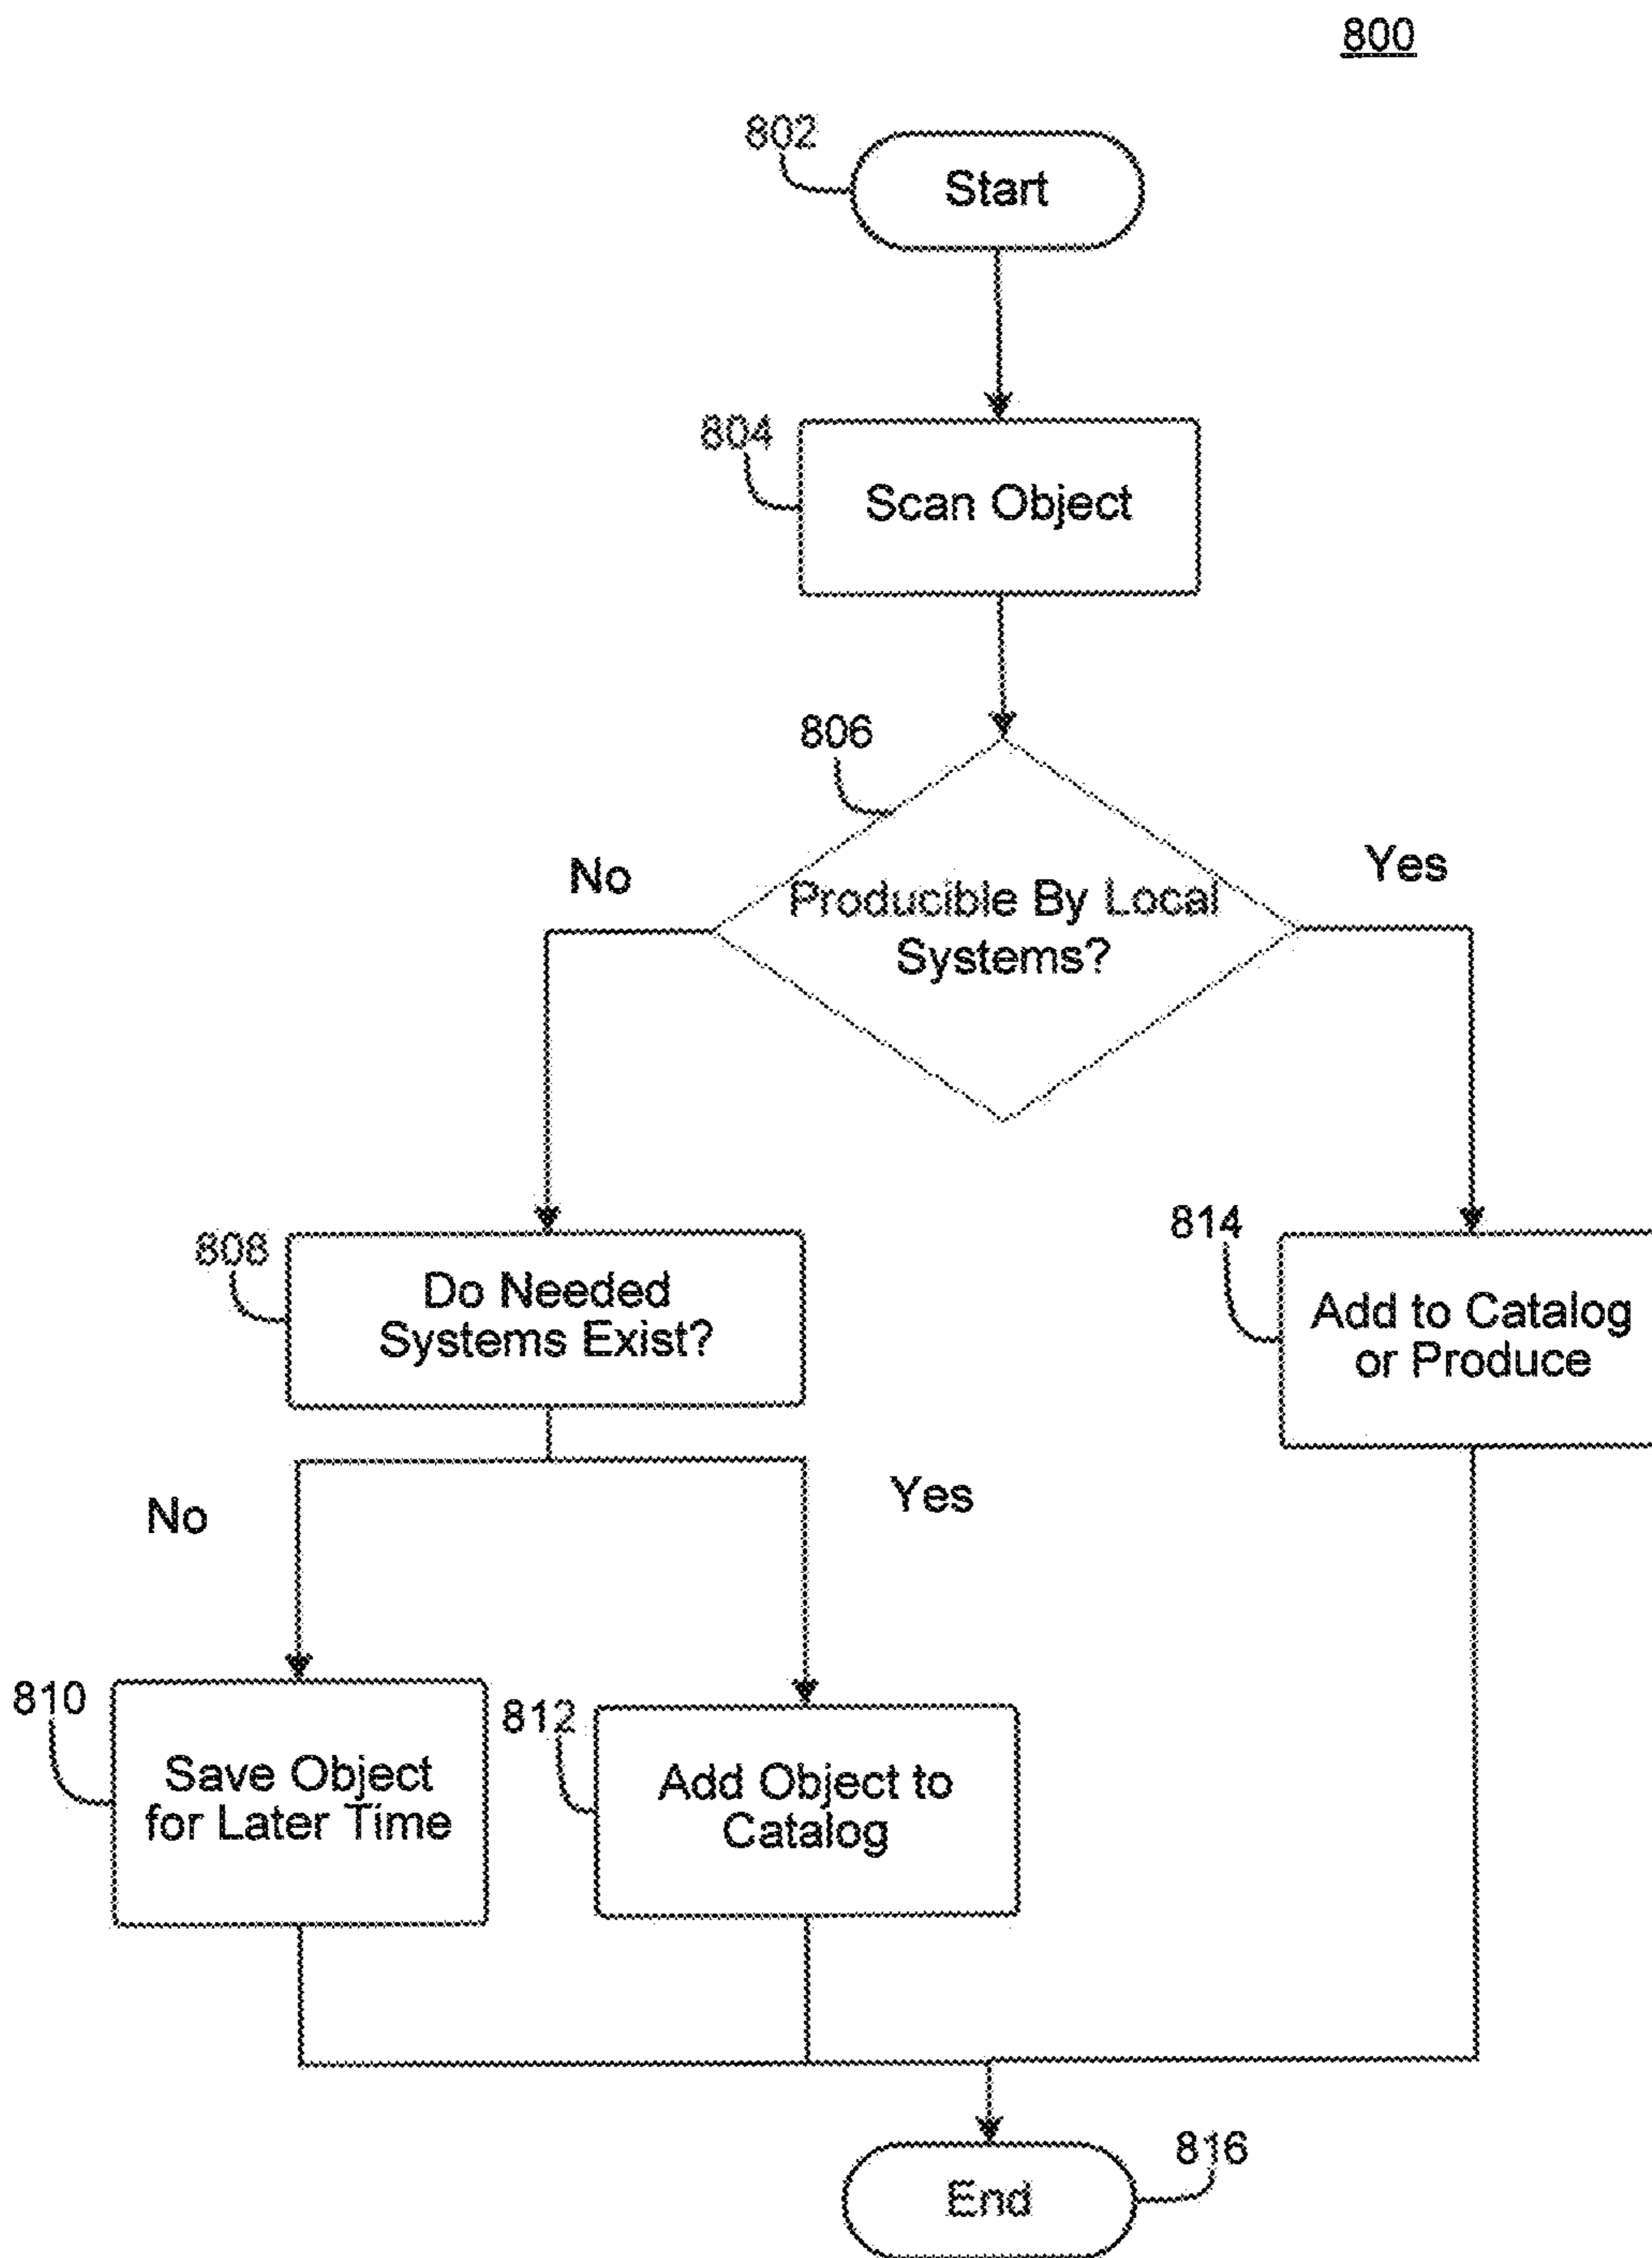 800
802
Start
804
Scan Object
806
No
Yes
Producible By Local
Systems?
808
Do Needed
Systems Exist?
814
Add to Catalog
or Produce
No
Yes
810
Save Object
for Later Time
812
Add Object to
Catalog
816
End